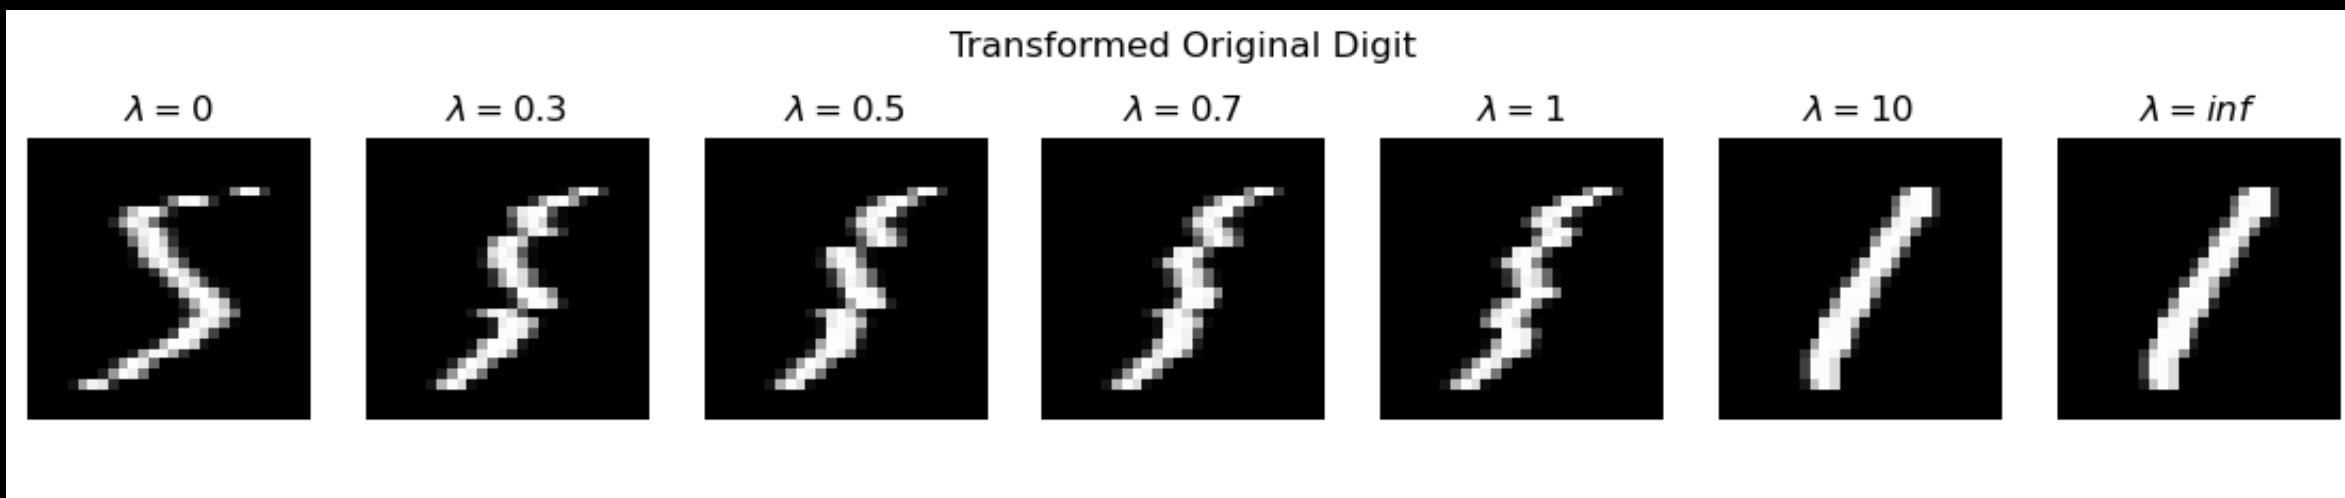 Transformed Original Digit
λ = 0 λ = 0.3 λ = 0.5 λ = 0.7 λ = 1 λ = 10 λ = inf